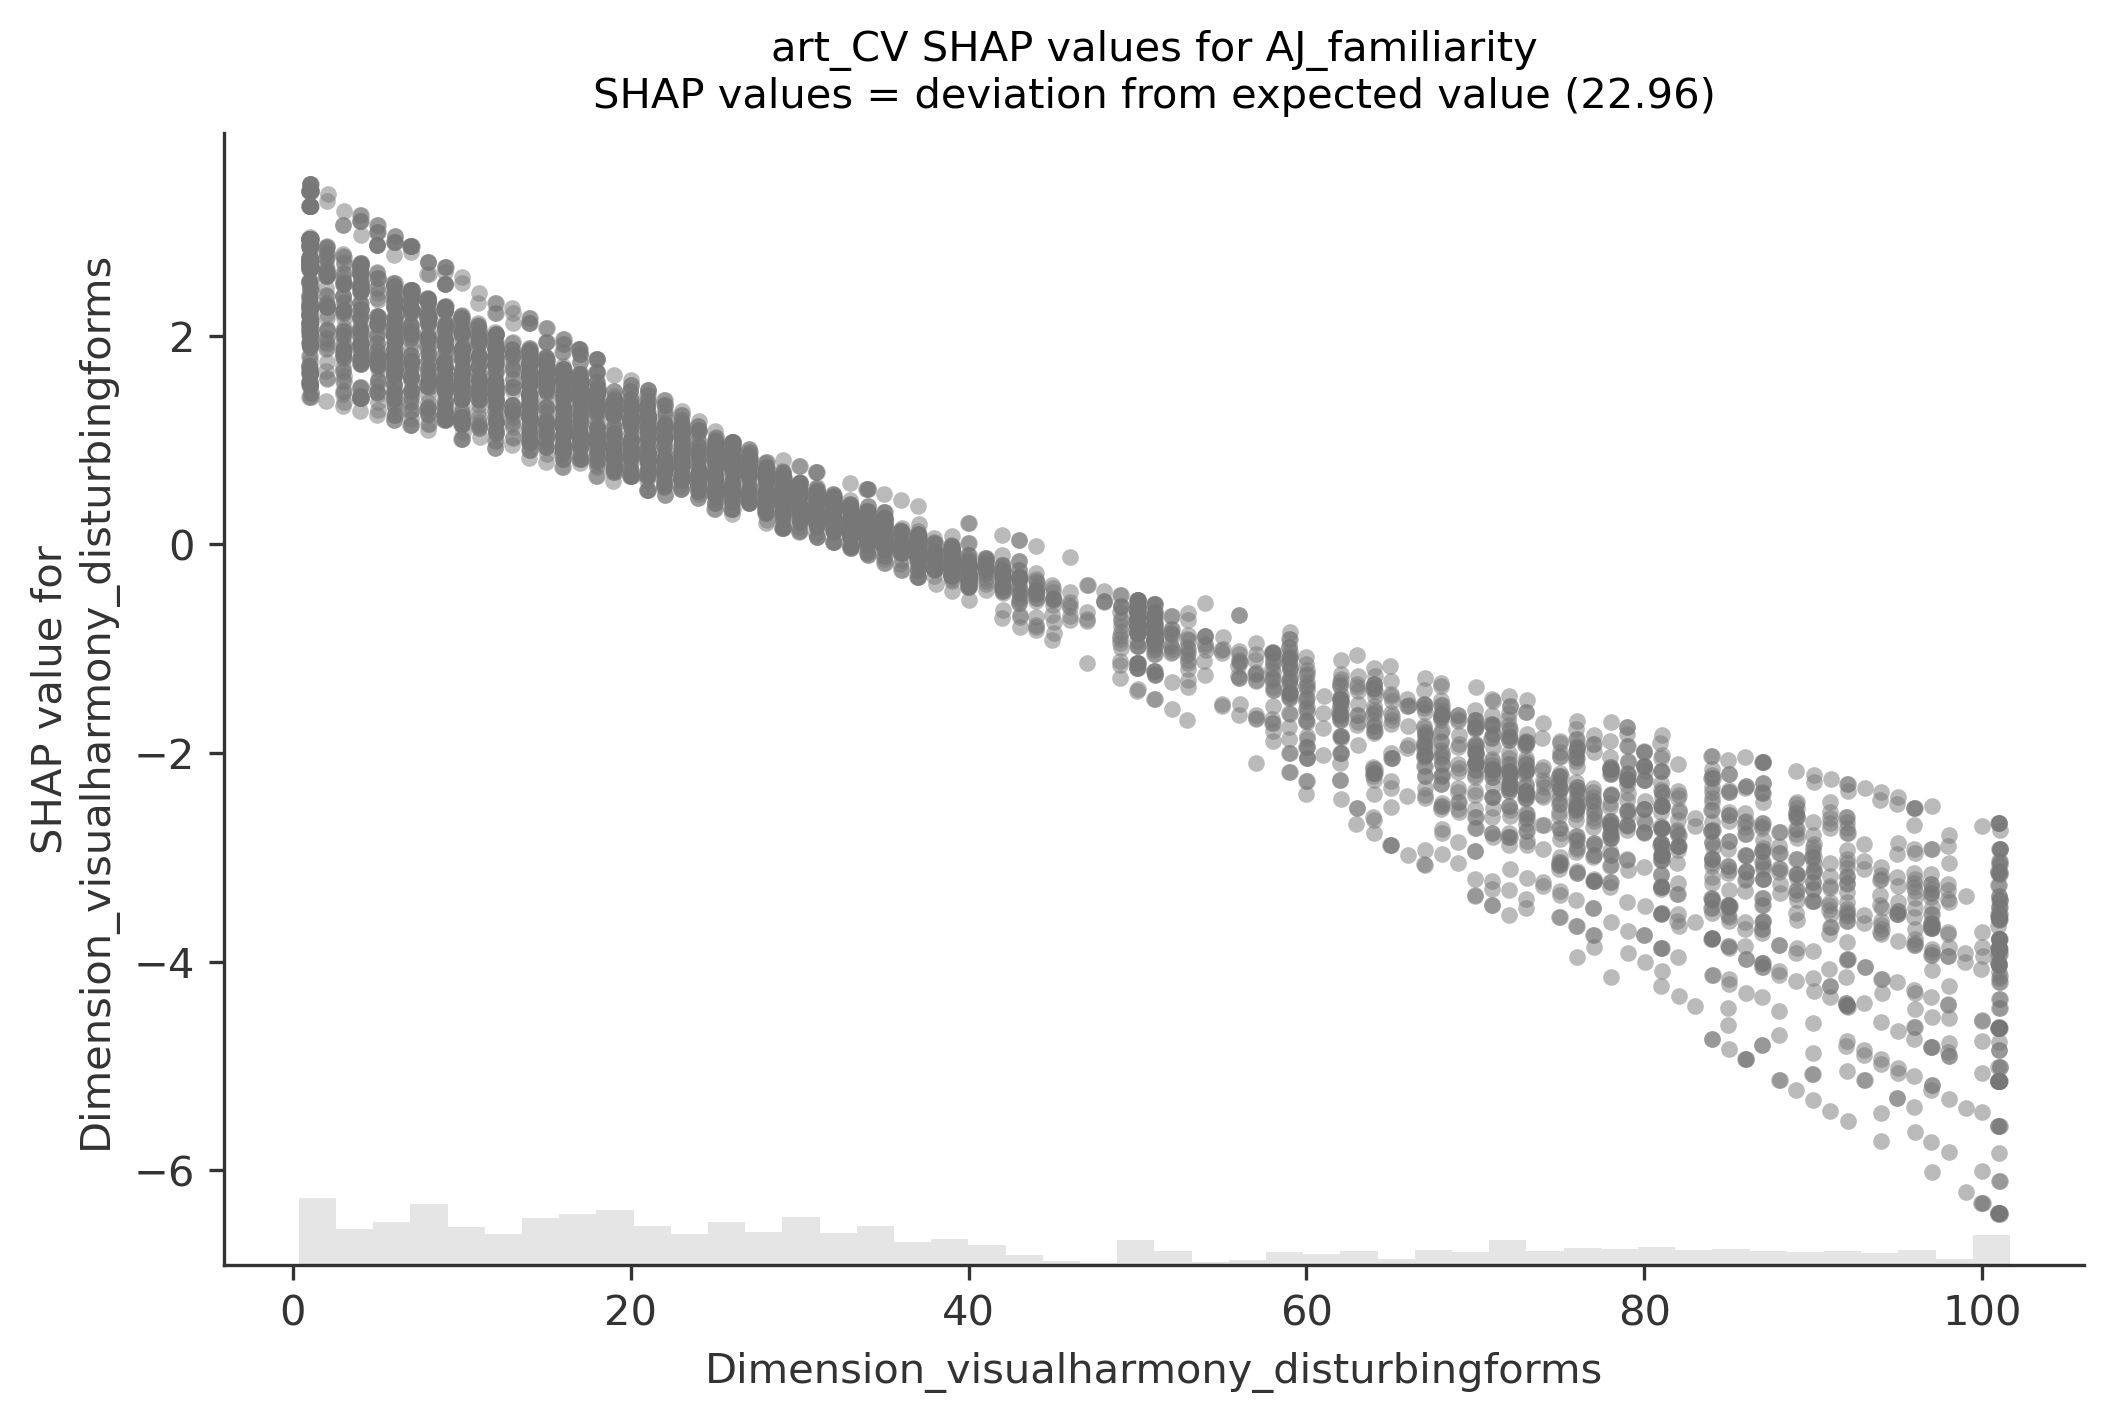 art_CV SHAP values for AJ_familiarity
SHAP values = deviation from expected value (22.96)
SHAP value for
Dimension_visualharmony_disturbingforms
2
0
−2
−4
−6
0
20
40
60
80
100
Dimension_visualharmony_disturbingforms